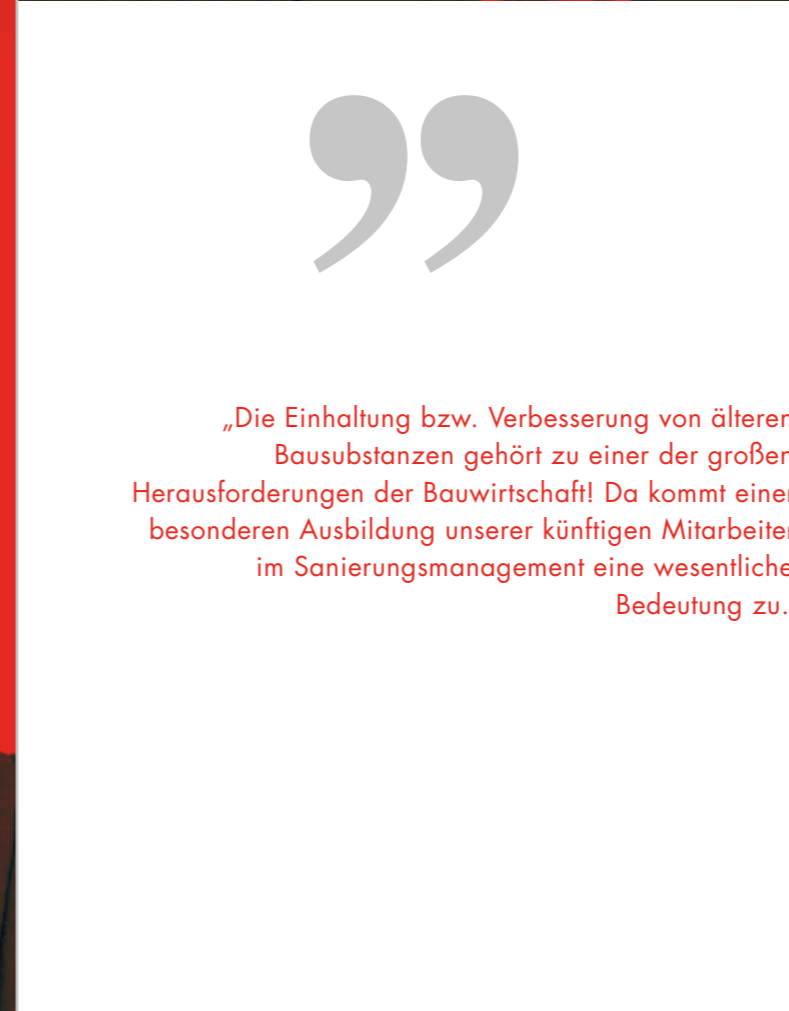 ”
„Die Einhaltung bzw. Verbesserung von älteren
Bausubstanzen gehört zu einer der großen
Herausforderungen der Bauwirtschaft! Da kommt einer
besonderen Ausbildung unserer künftigen Mitarbeiter
im Sanierungsmanagement eine wesentliche
Bedeutung zu.